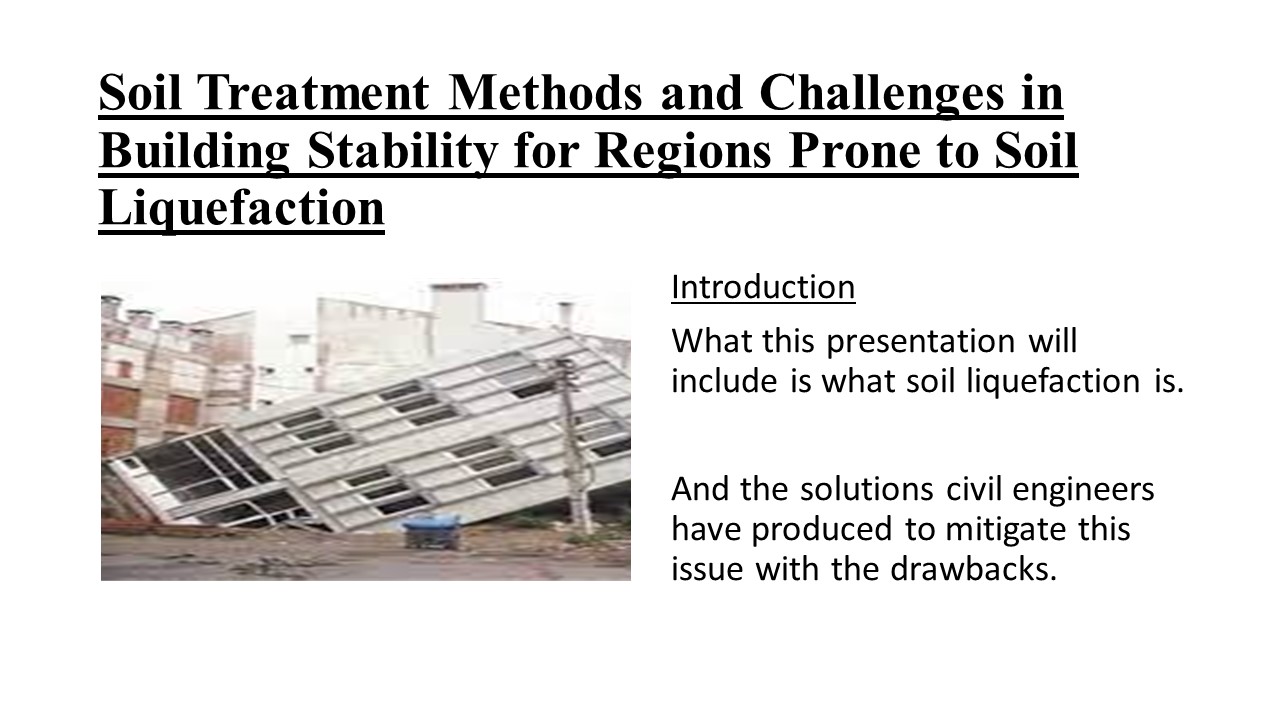 Soil Treatment Methods and Challenges in
Building Stability for Regions Prone to Soil
Liquefaction
Introduction
What this presentation will
include is what soil liquefaction is.
And the solutions civil engineers
have produced to mitigate this
issue with the drawbacks.